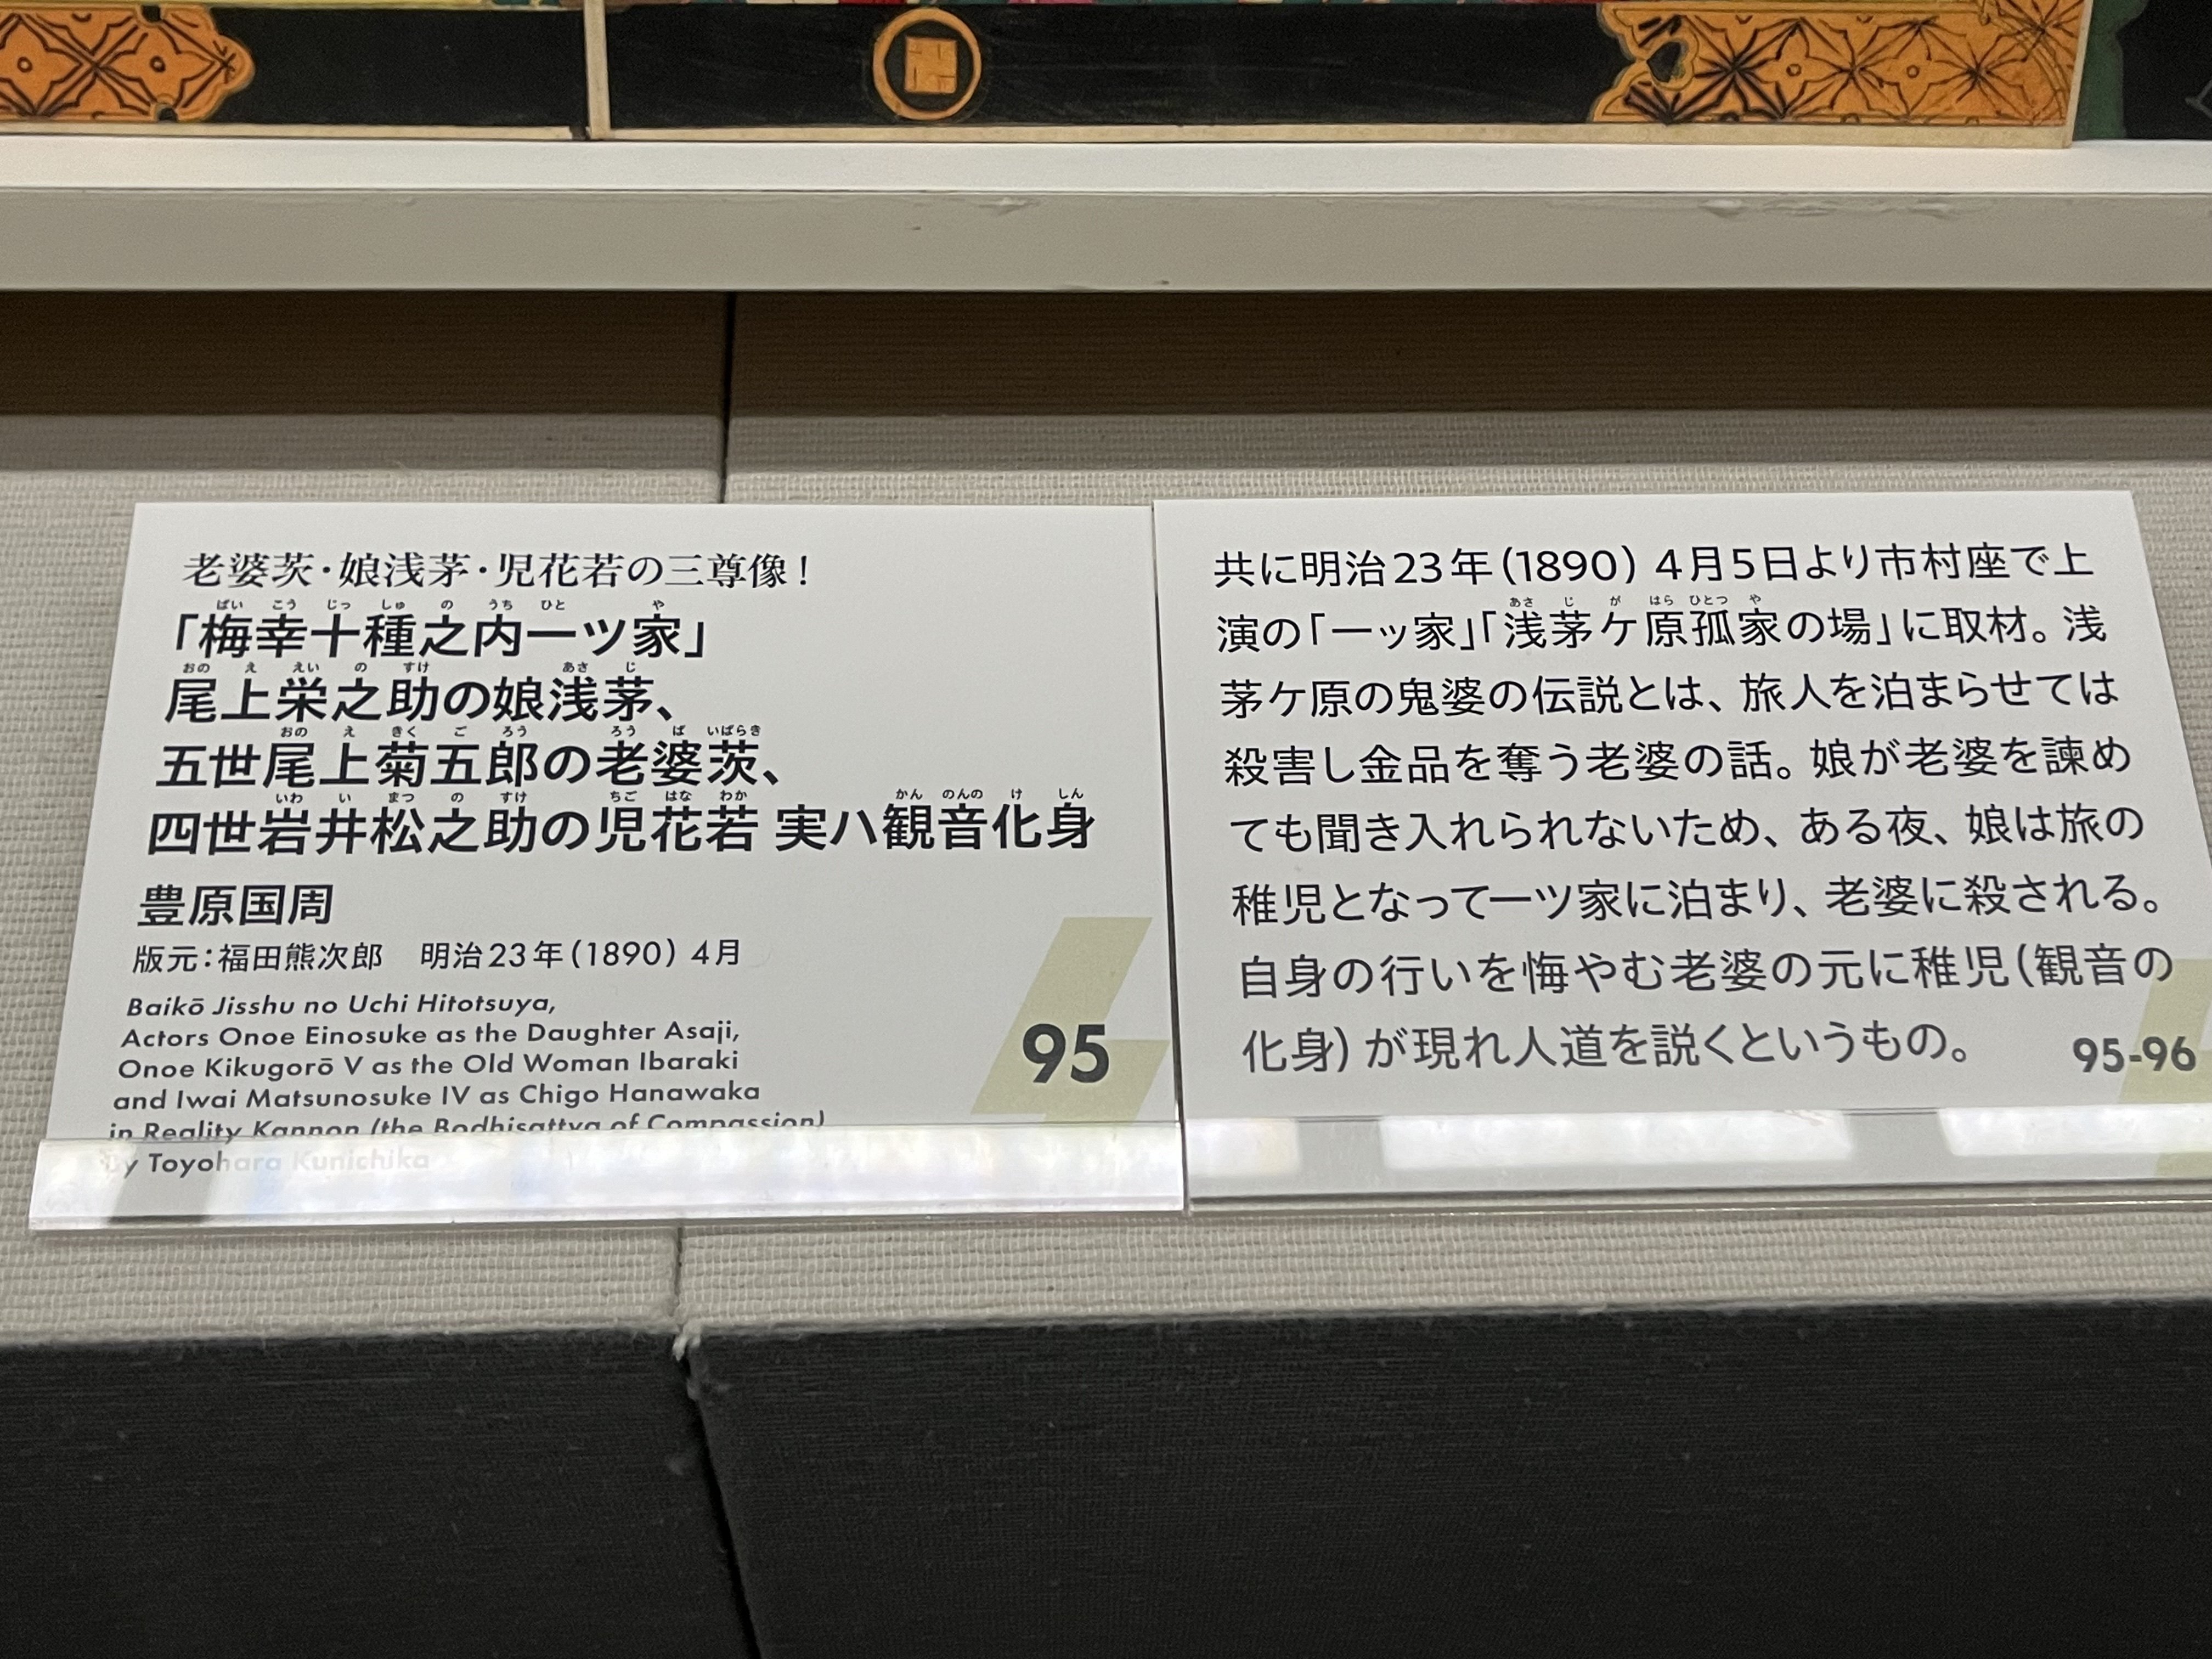 老婆茨・娘浅茅・児花若の三尊像！
「梅幸十種之内一ツ家」
尾上栄之助の娘浅茅、
五世尾上菊五郎の老婆茨、
四世岩井松之助の児花若 実ハ観音化身
豊原国周
版元：福田熊次郎　明治23年（1890）4月
Baikō Jisshu no Uchi Hitotsuya,
Actors Onoe Einosuke as the Daughter Asaji,
Onoe Kikugorō V as the Old Woman Ibaraki
and Iwai Matsunosuke IV as Chigo Hanawaka
in Reality Kannon (the Bodhisattva of Compassion)
by Toyohara Kunichika
95
共に明治23年（1890）4月5日より市村座で上
演の「一ッ家」「浅茅ケ原孤家の場」に取材。浅
茅ケ原の鬼婆の伝説とは、旅人を泊まらせては
殺害し金品を奪う老婆の話。娘が老婆を諫め
ても聞き入れられないため、ある夜、娘は旅の
稚児となって一ツ家に泊まり、老婆に殺される。
自身の行いを悔やむ老婆の元に稚児（観音の
化身）が現れ人道を説くというもの。
95-96